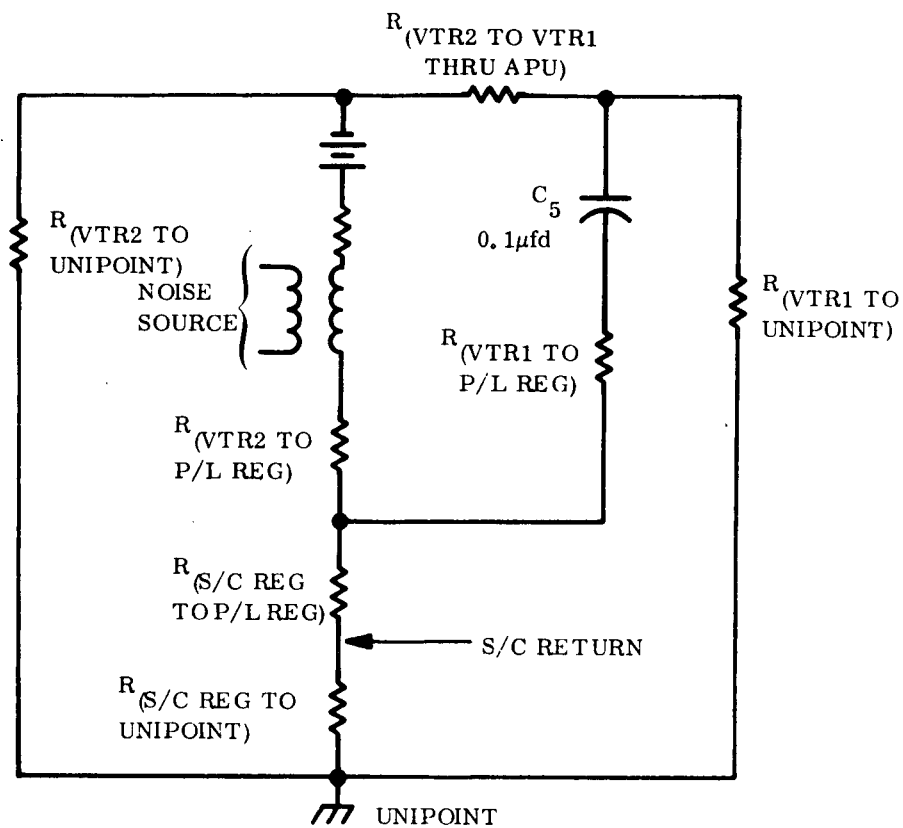 R
(VTR2 TO VTR1
THRU APU)
R
(VTR2 TO
UNIPOINT)
NOISE
SOURCE
C5
0.1μfd
R
(VTR1 TO
UNIPOINT)
R
(VTR1 TO
P/L REG)
R
(VTR2 TO
P/L REG)
R
(S/C REG
TO P/L REG)
S/C RETURN
R
(S/C REG TO
UNIPOINT)
UNIPOINT